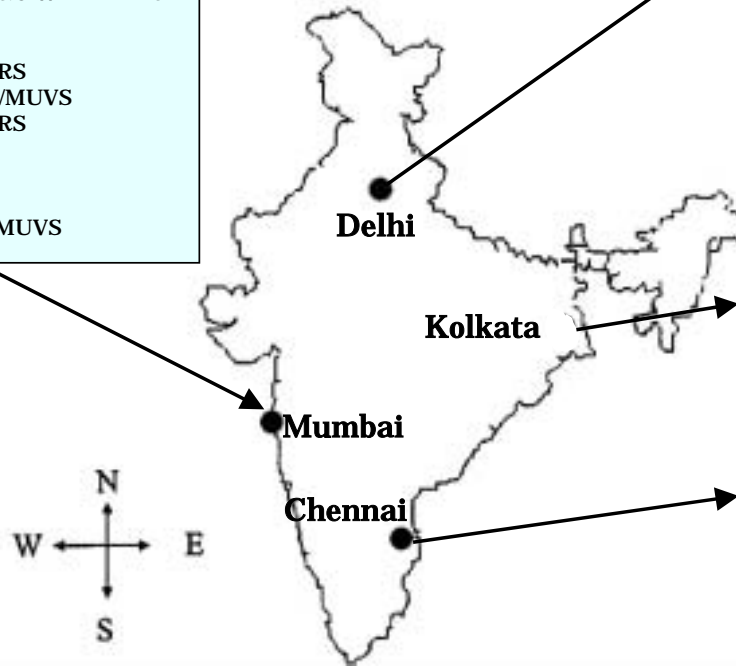 RS
/MUVS
RS
MUVS
Delhi
Kolkata
Mumbai
Chennai
N
W E
S